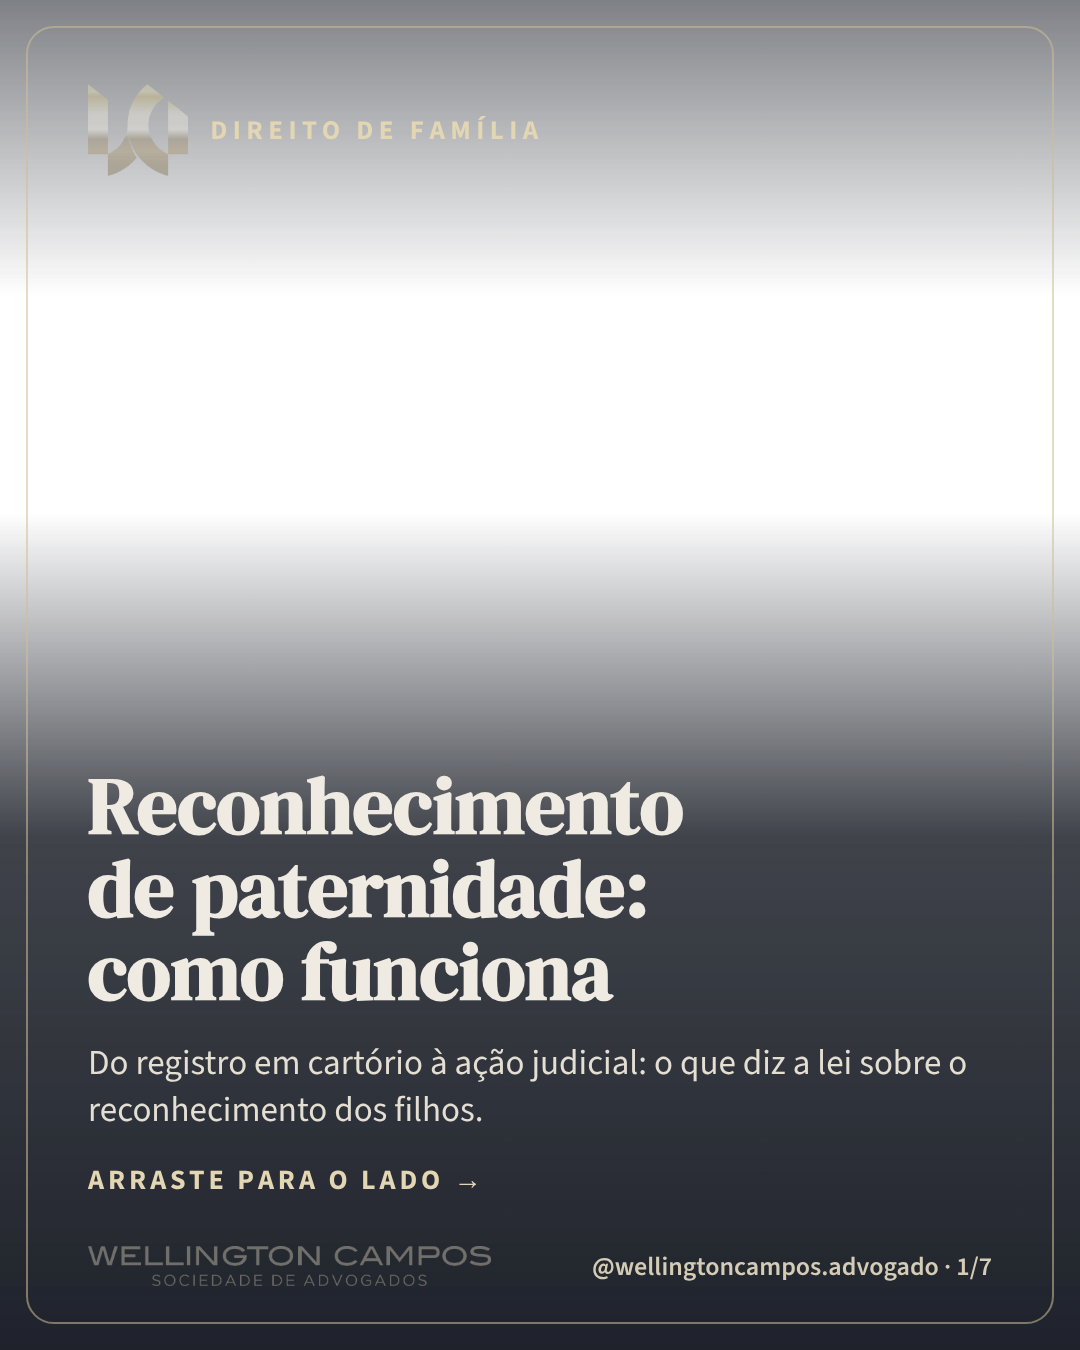 DIREITO DE FAMÍLIA
Reconhecimento
de paternidade:
como funciona
Do registro em cartório à ação judicial: o que diz a lei sobre o
reconhecimento dos filhos.
ARRASTE PARA O LADO →
WELLINGTON CAMPOS
SOCIEDADE DE ADVOGADOS
@wellingtoncampos.advogado · 1/7